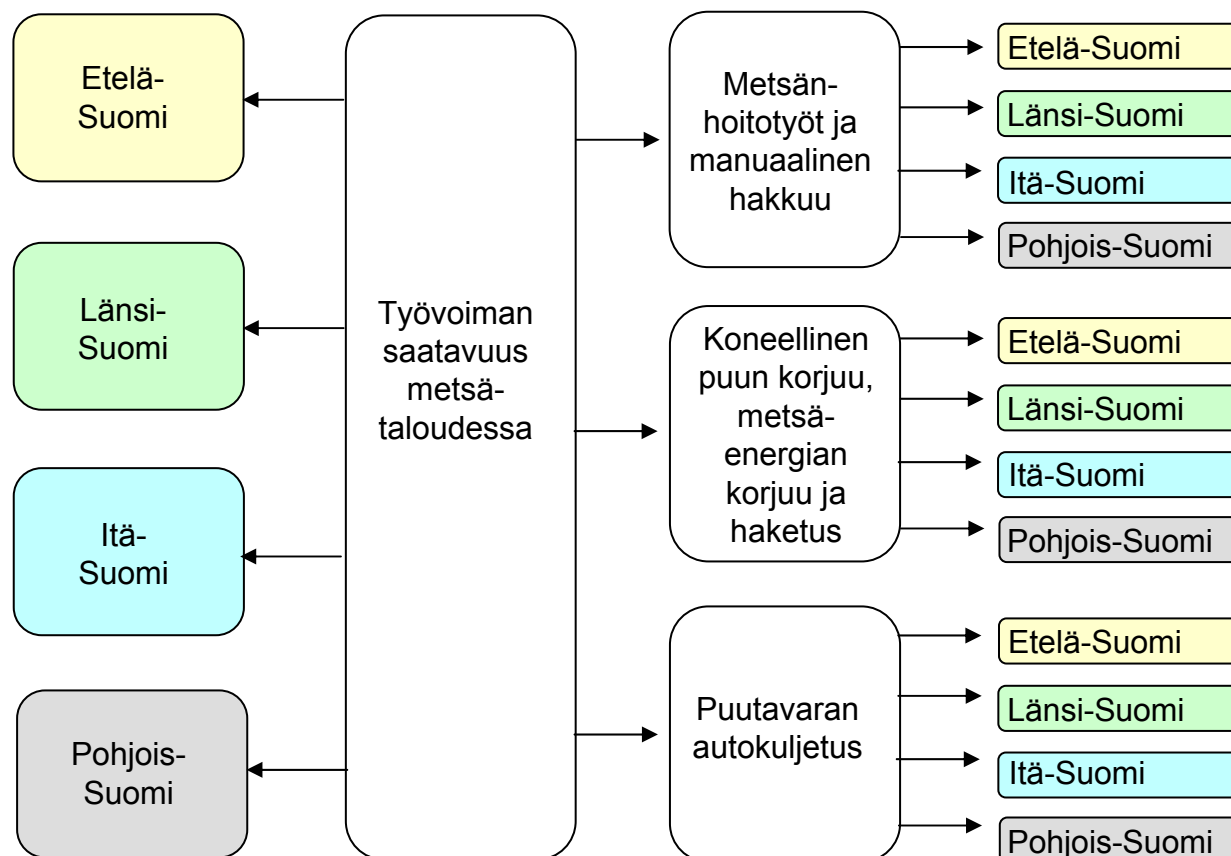 Etelä-
Suomi
Länsi-
Suomi
Itä-
Suomi
Pohjois-
Suomi
Työvoiman
saatavuus
metsä-
taloudessa
Metsän-
hoitotyöt ja
manuaalinen
hakkuu
Etelä-Suomi
Länsi-Suomi
Itä-Suomi
Pohjois-Suomi
Koneellinen
puun korjuu,
metsä-
energian
korjuu ja
haketus
Etelä-Suomi
Länsi-Suomi
Itä-Suomi
Pohjois-Suomi
Puutavaran
autokuljetus
Etelä-Suomi
Länsi-Suomi
Itä-Suomi
Pohjois-Suomi